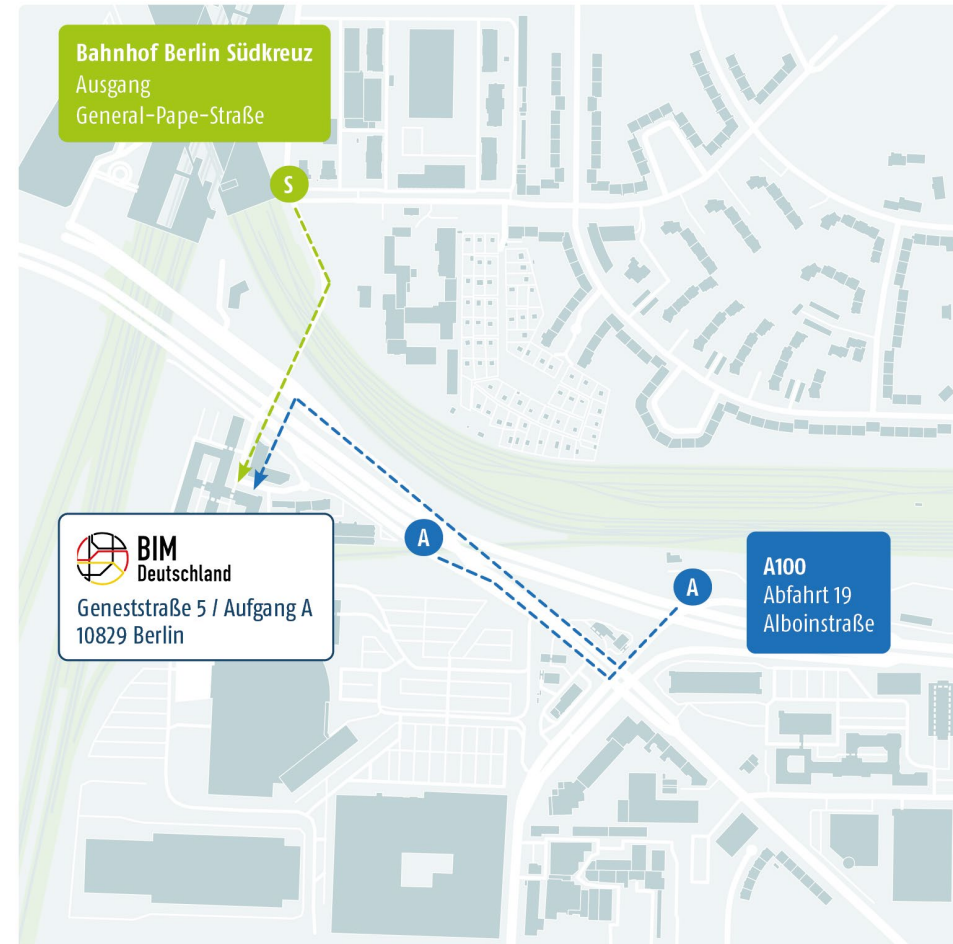 Bahnhof Berlin Südkreuz
Ausgang
General-Pape-Straße
S
A
A
A100
Abfahrt 19
Alboinstraße
BIM
Deutschland
Geneststraße 5 / Aufgang A
10829 Berlin